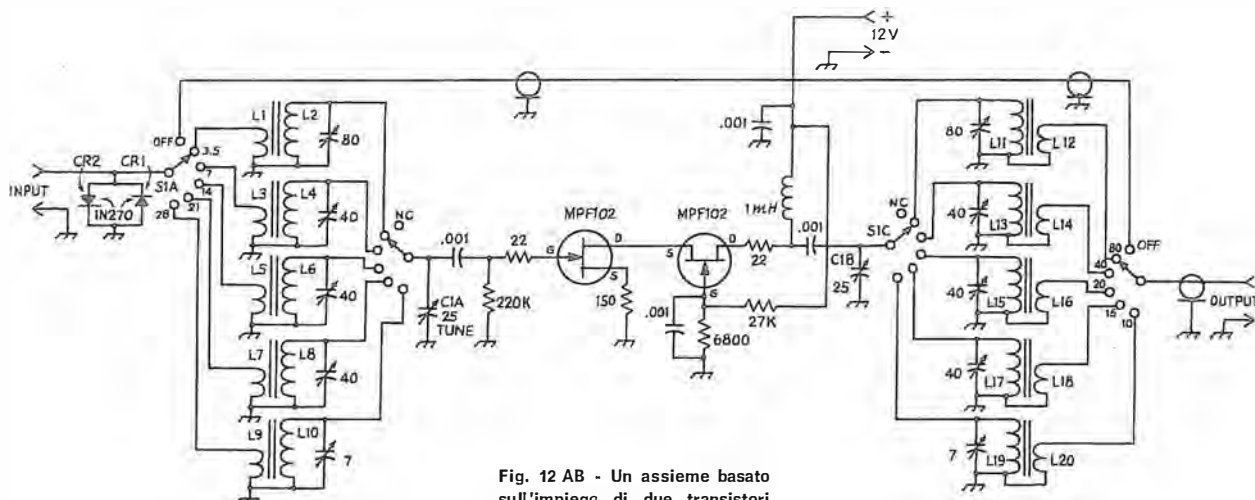 +
12V
-
.001
OFF
3.5
7
14
21
28
S1A
CR2
CR1
1N270
INPUT
L1
L2
80
L3
L4
40
L5
L6
40
L7
L8
40
L9
L10
7
NC
C1A
25
TUNE
.001
220K
22
MPF102
G
D
S
150
MPF102
S
D
G
.001
6800
22
27K
1mH
.001
C1B
25
S1C
NC
80
L11
L12
40
L13
L14
40
L15
L16
40
L17
L18
7
L19
L20
OFF
80
40
20
15
10
OUTPUT
Fig. 12 AB - Un assieme basato
sull'impiego di due transistori